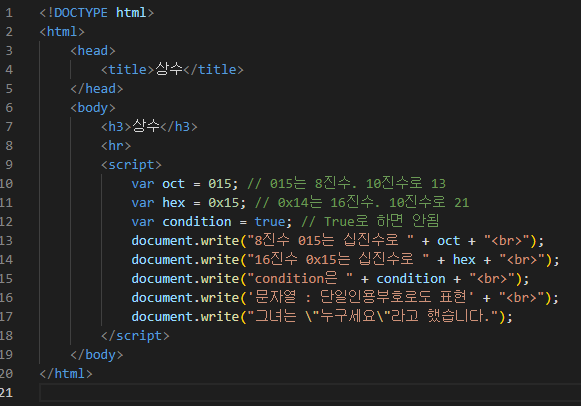 1 <!DOCTYPE html>
2 <html>
3     <head>
4         <title>상수</title>
5     </head>
6     <body>
7         <h3>상수</h3>
8         <hr>
9         <script>
10             var oct = 015; // 015는 8진수. 10진수로 13
11             var hex = 0x15; // 0x14는 16진수. 10진수로 21
12             var condition = true; // True로 하면 안됨
13             document.write("8진수 015는 십진수로 " + oct + "<br>");
14             document.write("16진수 0x15는 십진수로 " + hex + "<br>");
15             document.write("condition은 " + condition + "<br>");
16             document.write('문자열 : 단일인용부호로도 표현' + "<br>");
17             document.write("그녀는 \"누구세요\"라고 했습니다.");
18         </script>
19     </body>
20 </html>
21